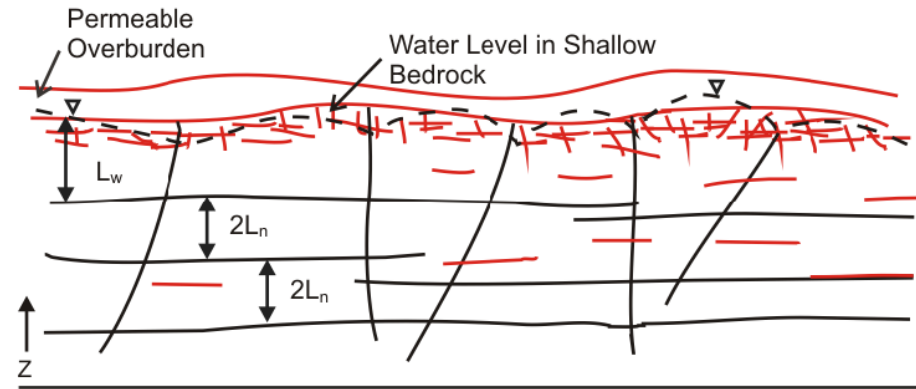 Permeable
Overburden
Water Level in Shallow
Bedrock
Lw
2Ln
2Ln
Z